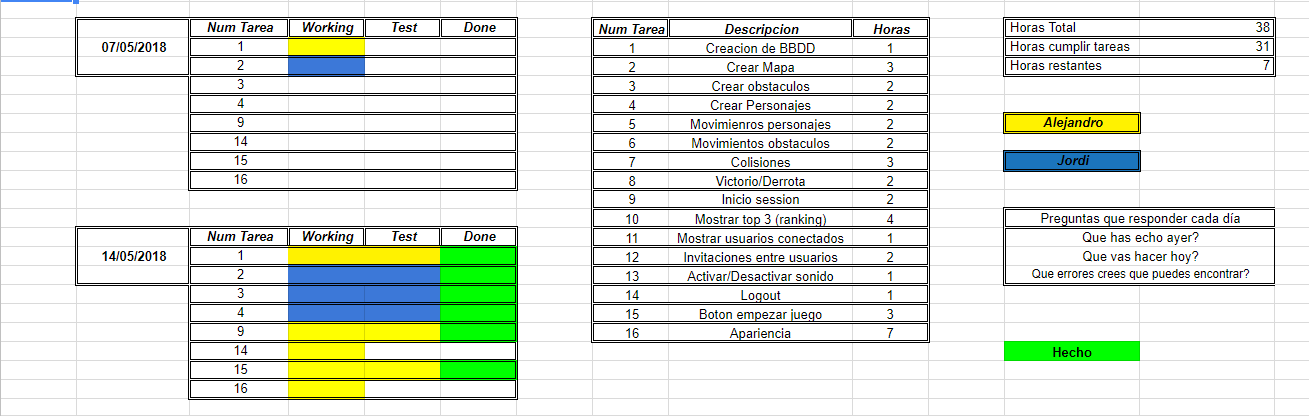 07/05/2018
Num Tarea Working Test Done
1
2
3
4
9
14
15
16
14/05/2018
Num Tarea Working Test Done
1
2
3
4
9
14
15
16
Num Tarea Descripcion Horas
1 Creacion de BBDD 1
2 Crear Mapa 3
3 Crear obstaculos 2
4 Crear Personajes 2
5 Movimienros personajes 2
6 Movimientos obstaculos 2
7 Colisiones 3
8 Victorio/Derrota 2
9 Inicio session 2
10 Mostrar top 3 (ranking) 4
11 Mostrar usuarios conectados 1
12 Invitaciones entre usuarios 2
13 Activar/Desactivar sonido 1
14 Logout 1
15 Boton empezar juego 3
16 Apariencia 7
Horas Total 38
Horas cumplir tareas 31
Horas restantes 7
Alejandro
Jordi
Preguntas que responder cada día
Que has echo ayer?
Que vas hacer hoy?
Que errores crees que puedes encontrar?
Hecho